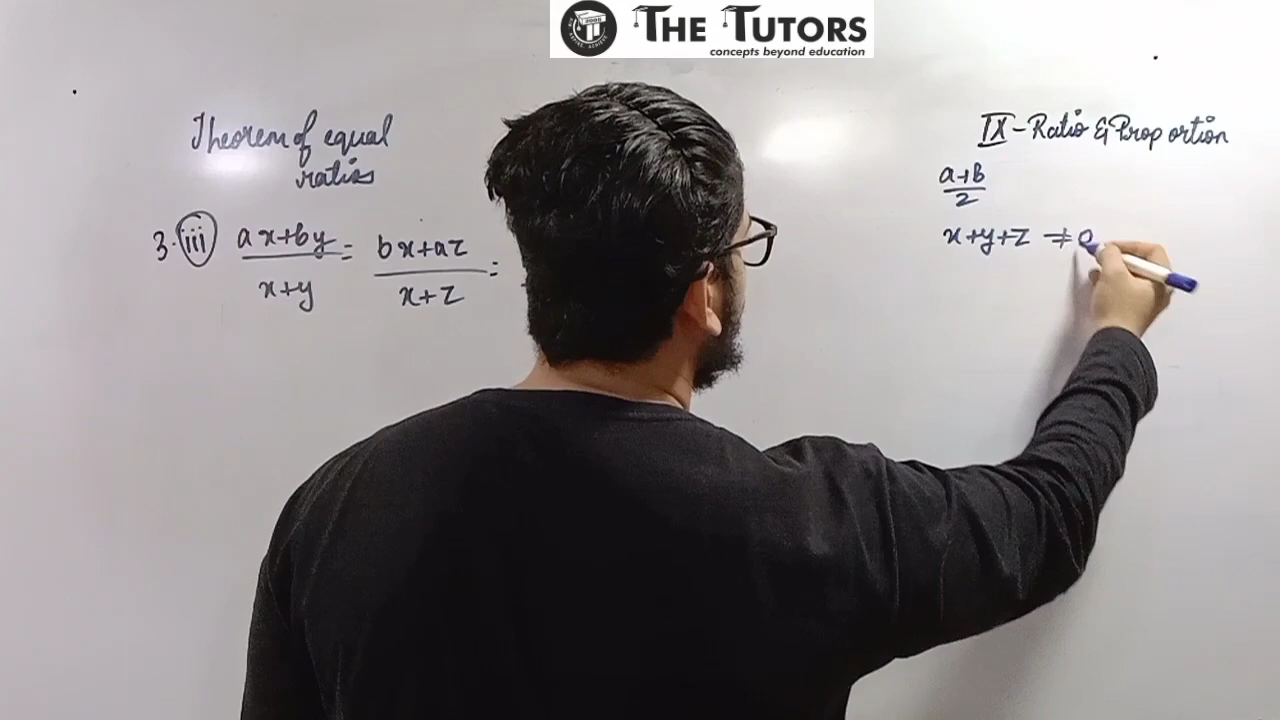 THE TUTORS
concepts beyond education
Theorem of equal
ratios
IX - Ratio & Proportion
a+b
2
x+y+z ≠ 0
3. iii ax+by = bx+az =
x+y x+z